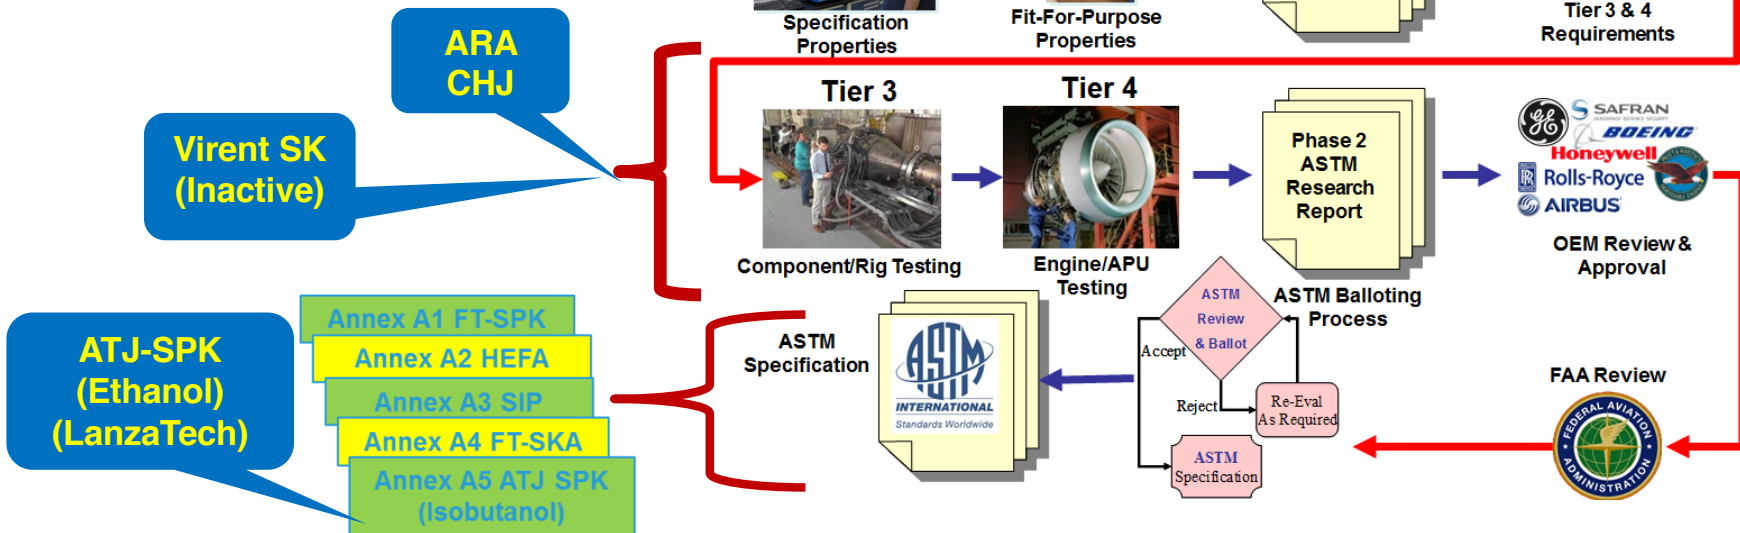 Specification
Properties
Fit-For-Purpose
Properties
Tier 3 & 4
Requirements
ARA
CHJ
Virent SK
(Inactive)
Tier 3
Tier 4
Component/Rig Testing
Engine/APU
Testing
Phase 2
ASTM
Research
Report
SAFRAN
BOEING
Honeywell
Rolls-Royce
AIRBUS
OEM Review &
Approval
ASTM Balloting
Process
ATJ-SPK
(Ethanol)
(LanzaTech)
Annex A1 FT-SPK
Annex A2 HEFA
Annex A3 SIP
Annex A4 FT-SKA
Annex A5 ATJ SPK
(Isobutanol)
ASTM
Specification
ASTM
INTERNATIONAL
Standards Worldwide
ASTM
Review
& Ballot
Accept
Reject
Re-Eval
As Required
ASTM
Specification
FAA Review
FEDERAL AVIATION
ADMINISTRATION